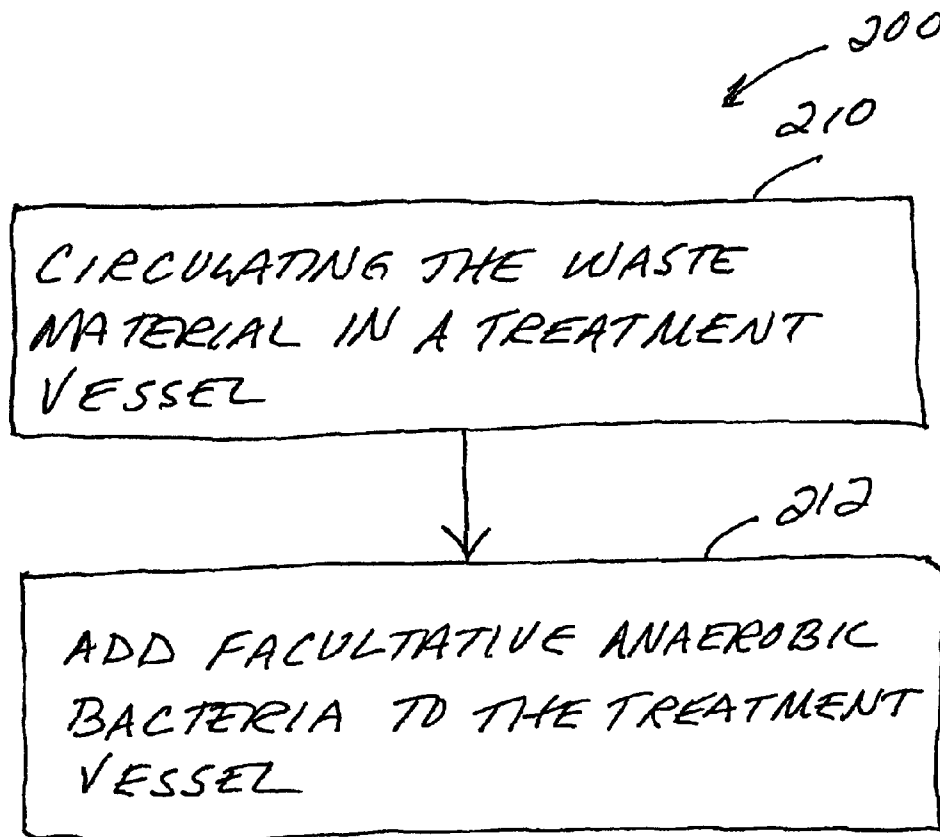 200
210
CIRCULATING THE WASTE
MATERIAL IN A TREATMENT
VESSEL
212
ADD FACULTATIVE ANAEROBIC
BACTERIA TO THE TREATMENT
VESSEL